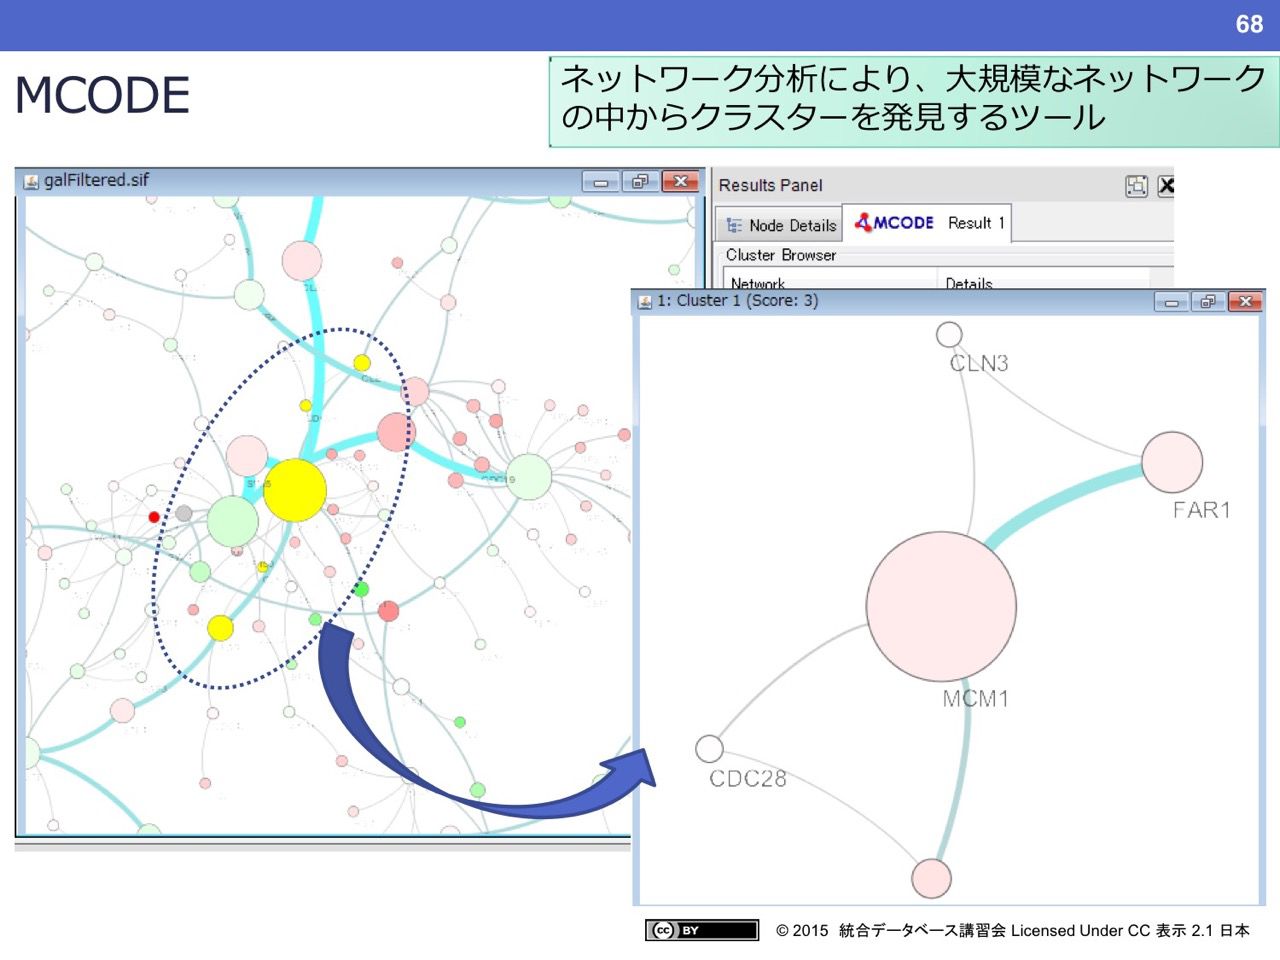 68
MCODE
ネットワーク分析により、大規模なネットワーク
の中からクラスターを発見するツール
galFiltered.sif
Results Panel
Node Details
MCODE Result 1
Cluster Browser
Network Details
1: Cluster 1 (Score: 3)
CLN3
FAR1
MCM1
CDC28
cc BY
© 2015 統合データベース講習会 Licensed Under CC 表示 2.1 日本